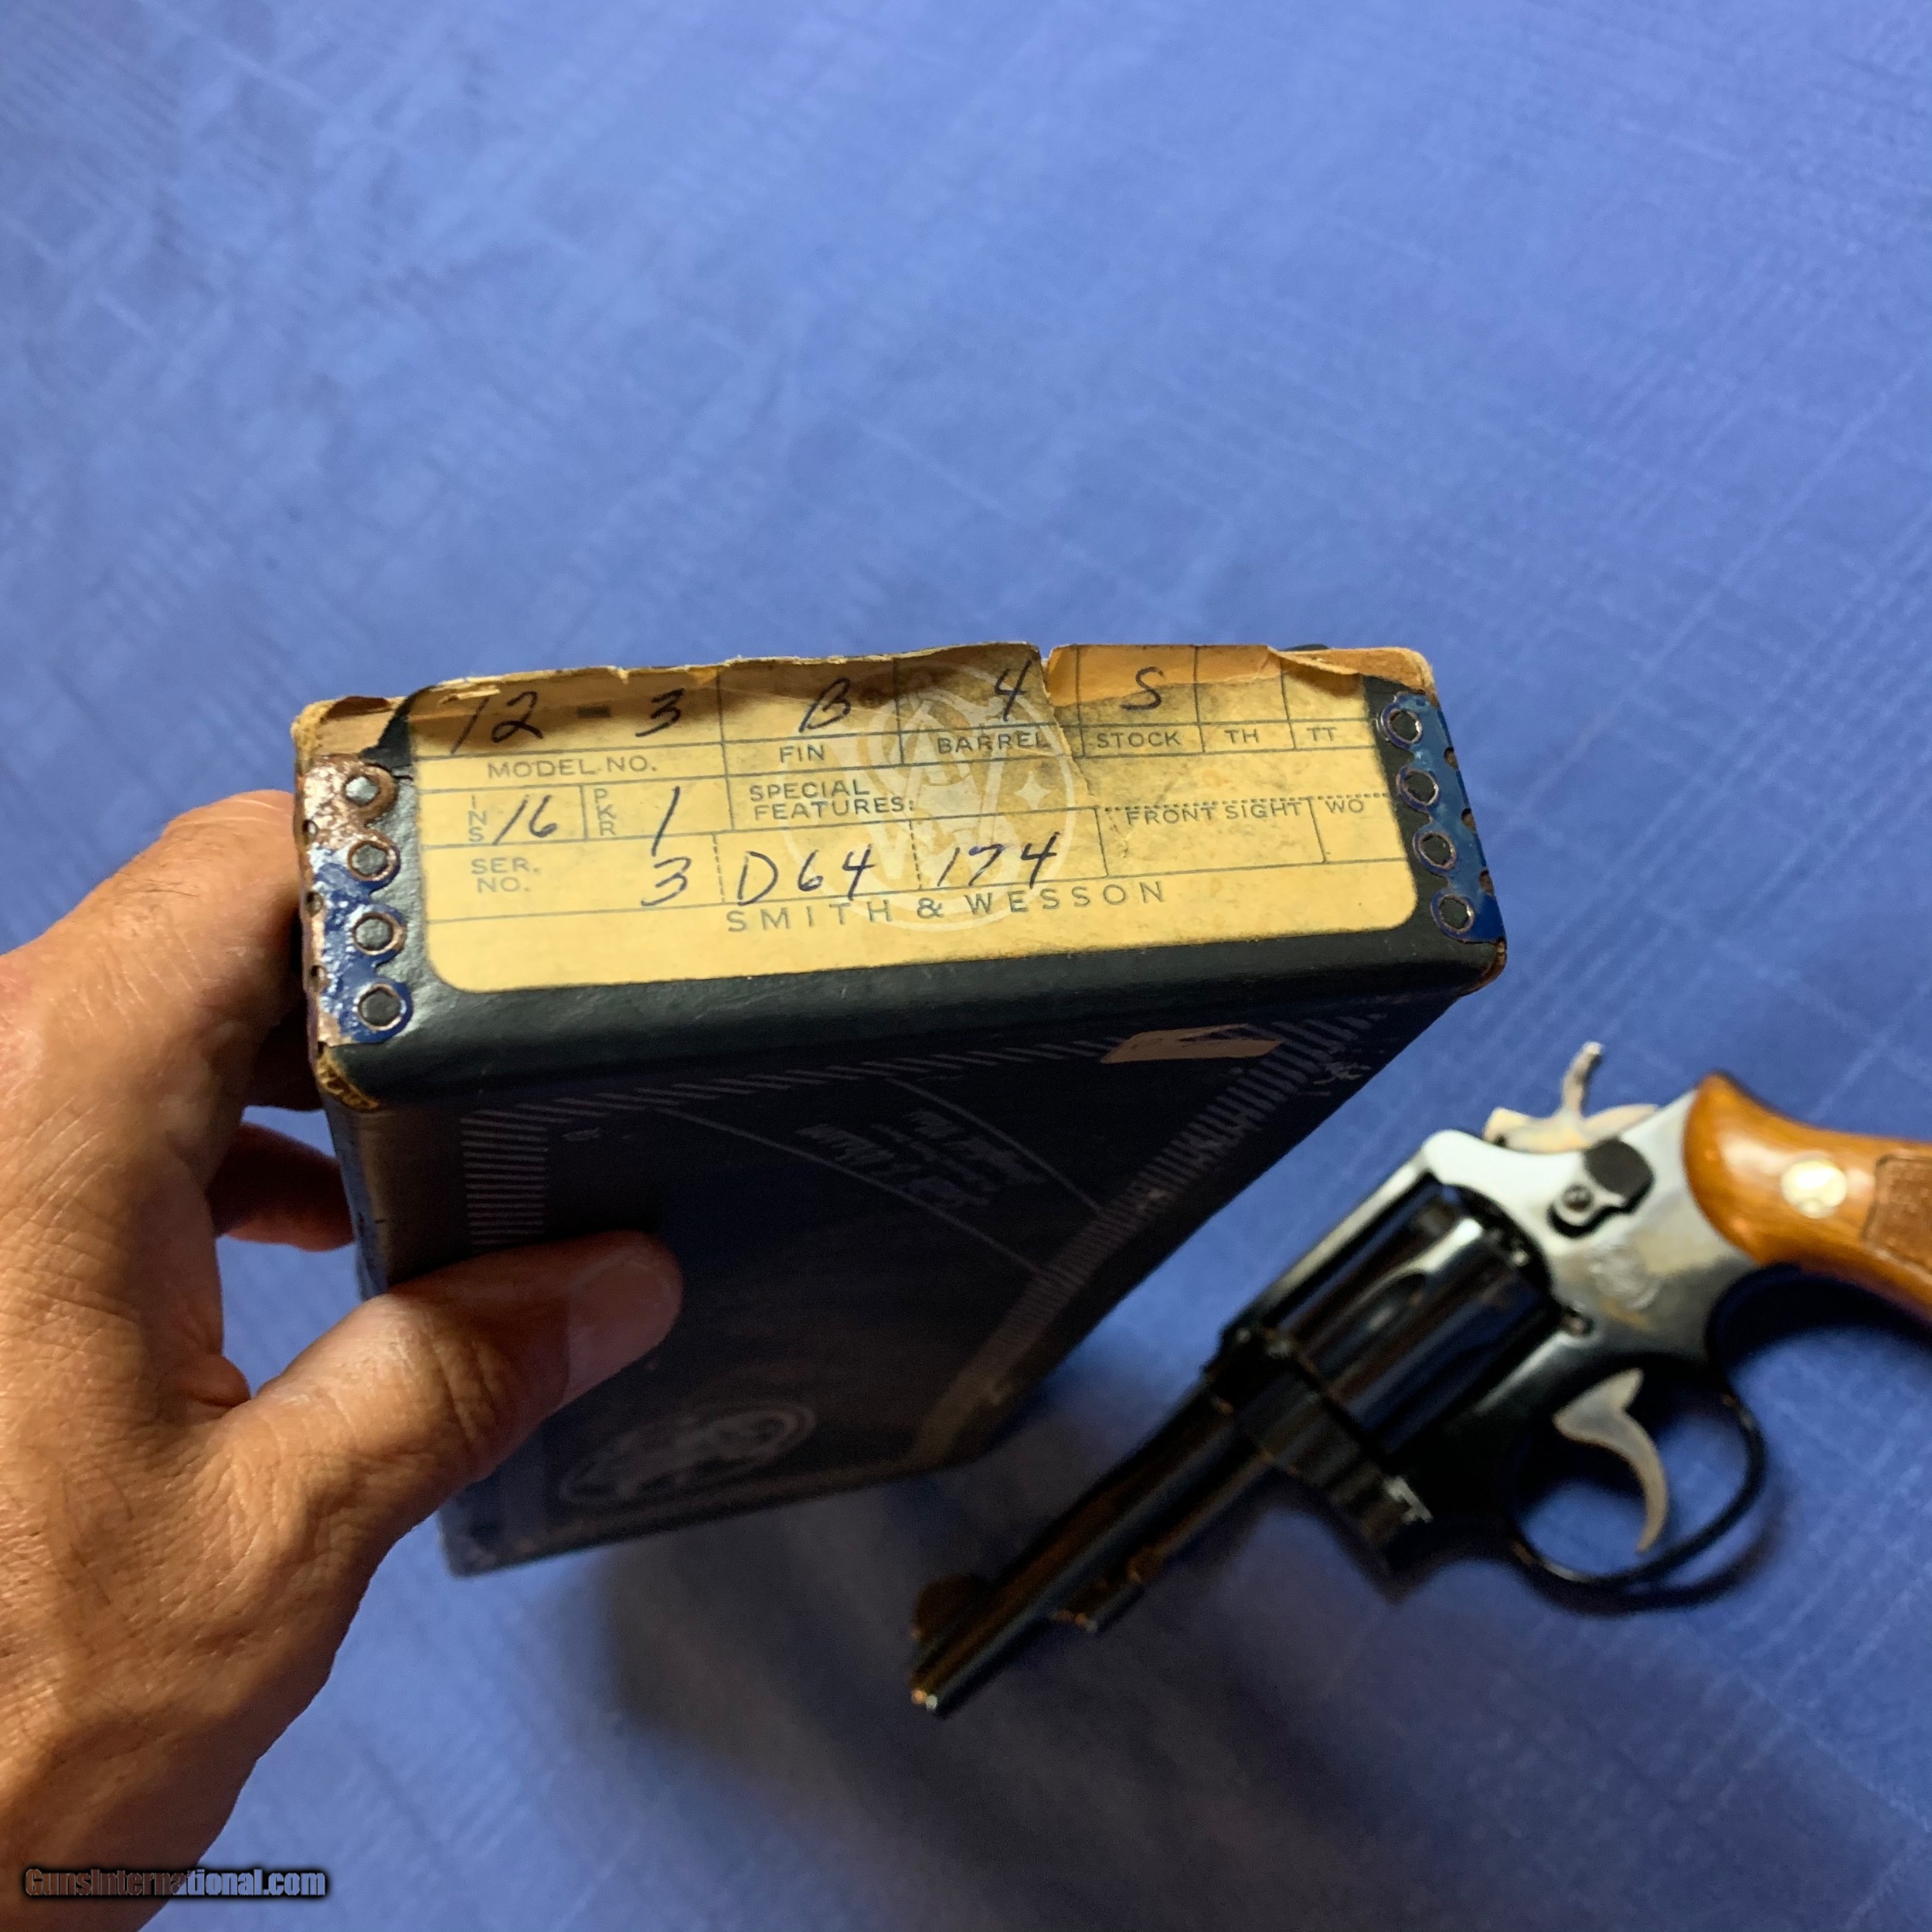 12 - 3 B 4 S
MODEL NO. FIN BARREL STOCK TH TT
INS 16 PKR 1 SPECIAL FEATURES: FRONT SIGHT WO
SER. NO. 3 D64 174
SMITH & WESSON
GunsInternational.com